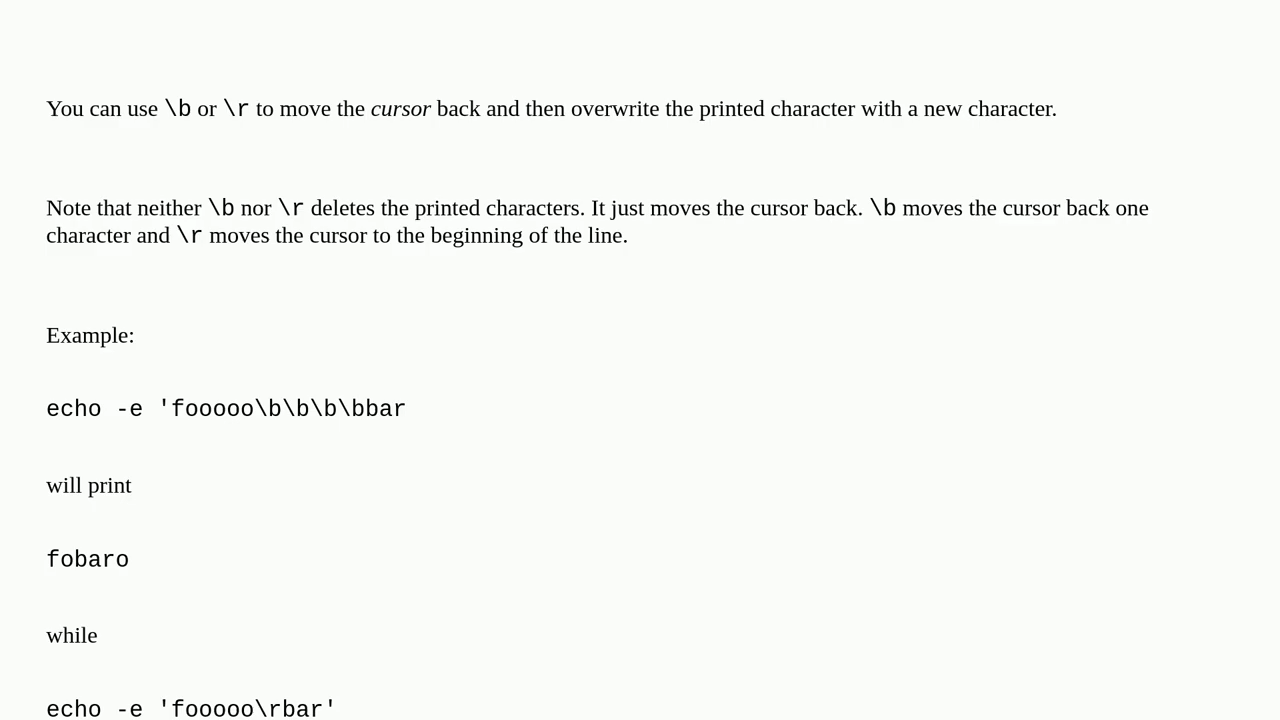 You can use \b or \r to move the cursor back and then overwrite the printed character with a new character.
Note that neither \b nor \r deletes the printed characters. It just moves the cursor back. \b moves the cursor back one
character and \r moves the cursor to the beginning of the line.
Example:
echo -e 'fooooo\b\b\b\bbar
will print
fobaro
while
echo -e 'fooooo\rbar'